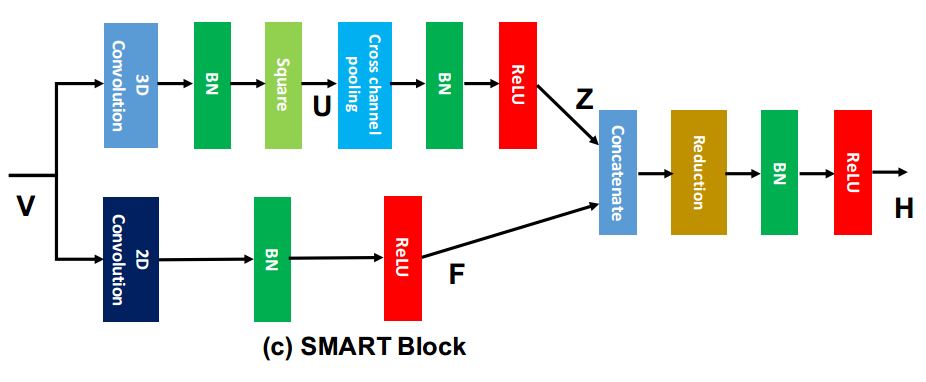 3D
Convolution
BN
Square
U
Cross channel
pooling
BN
ReLU
Z
V
2D
Convolution
BN
ReLU
F
Concatenate
Reduction
BN
ReLU
H
(c) SMART Block